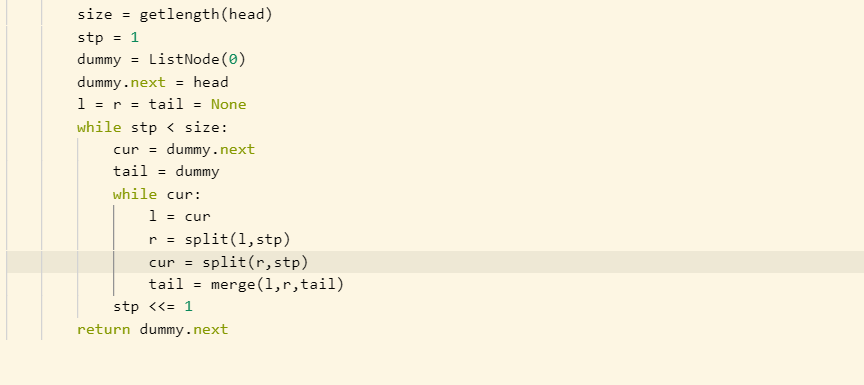 size = getlength(head)
stp = 1
dummy = ListNode(0)
dummy.next = head
l = r = tail = None
while stp < size:
cur = dummy.next
tail = dummy
while cur:
l = cur
r = split(l,stp)
cur = split(r,stp)
tail = merge(l,r,tail)
stp <<= 1
return dummy.next